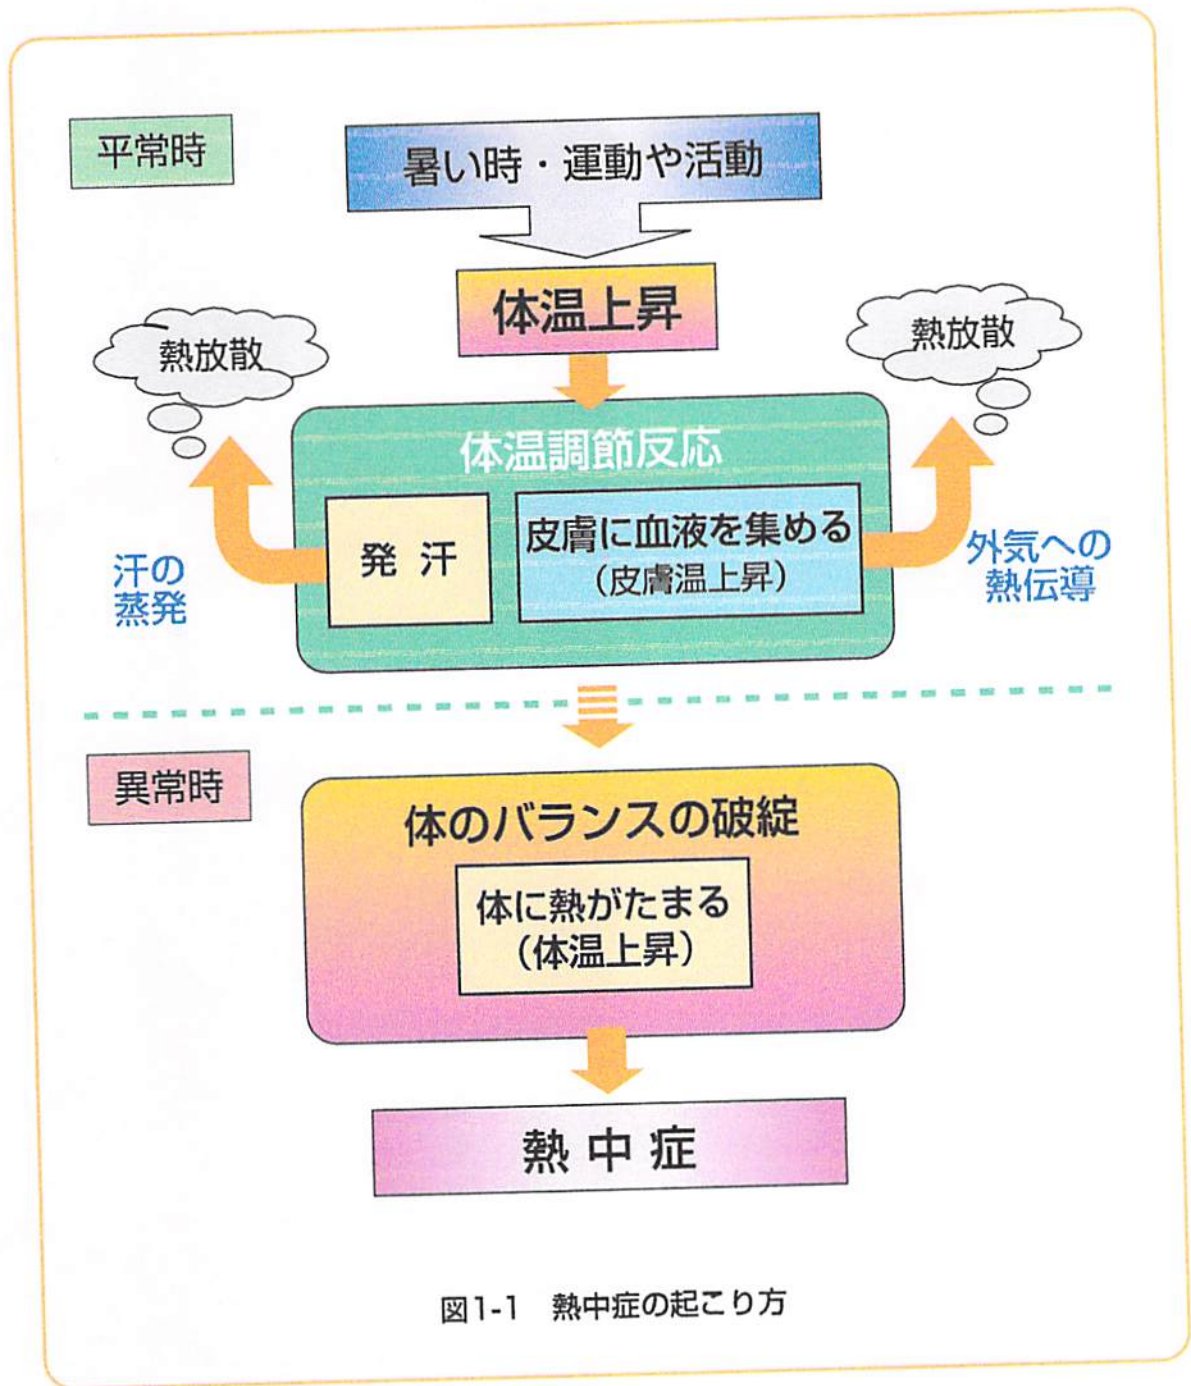 平常時
暑い時・運動や活動
体温上昇
熱放散
熱放散
体温調節反応
発 汗
皮膚に血液を集める
(皮膚温上昇)
汗の
蒸発
外気への
熱伝導
異常時
体のバランスの破綻
体に熱がたまる
(体温上昇)
熱 中 症
図1-1 熱中症の起こり方